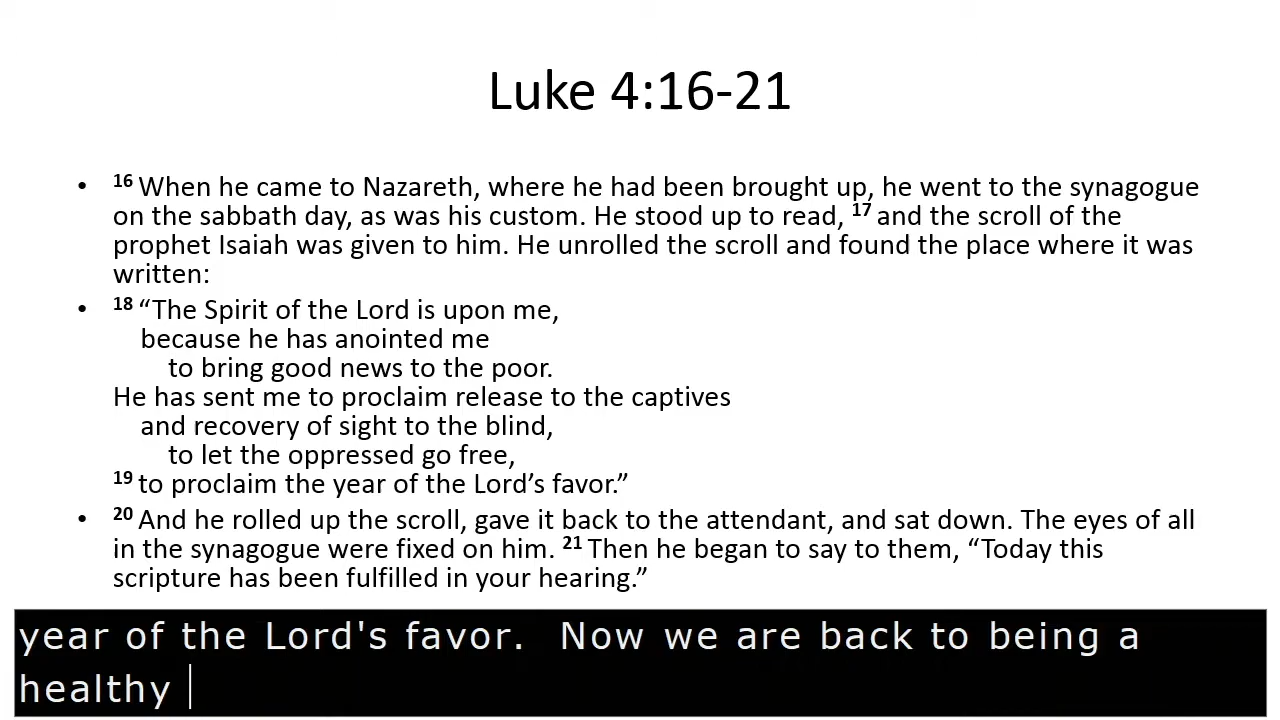 Luke 4:16-21
• 16 When he came to Nazareth, where he had been brought up, he went to the synagogue
on the sabbath day, as was his custom. He stood up to read, 17 and the scroll of the
prophet Isaiah was given to him. He unrolled the scroll and found the place where it was
written:
• 18 “The Spirit of the Lord is upon me,
because he has anointed me
to bring good news to the poor.
He has sent me to proclaim release to the captives
and recovery of sight to the blind,
to let the oppressed go free,
19 to proclaim the year of the Lord’s favor.”
• 20 And he rolled up the scroll, gave it back to the attendant, and sat down. The eyes of all
in the synagogue were fixed on him. 21 Then he began to say to them, “Today this
scripture has been fulfilled in your hearing.”
year of the Lord's favor.  Now we are back to being a
healthy